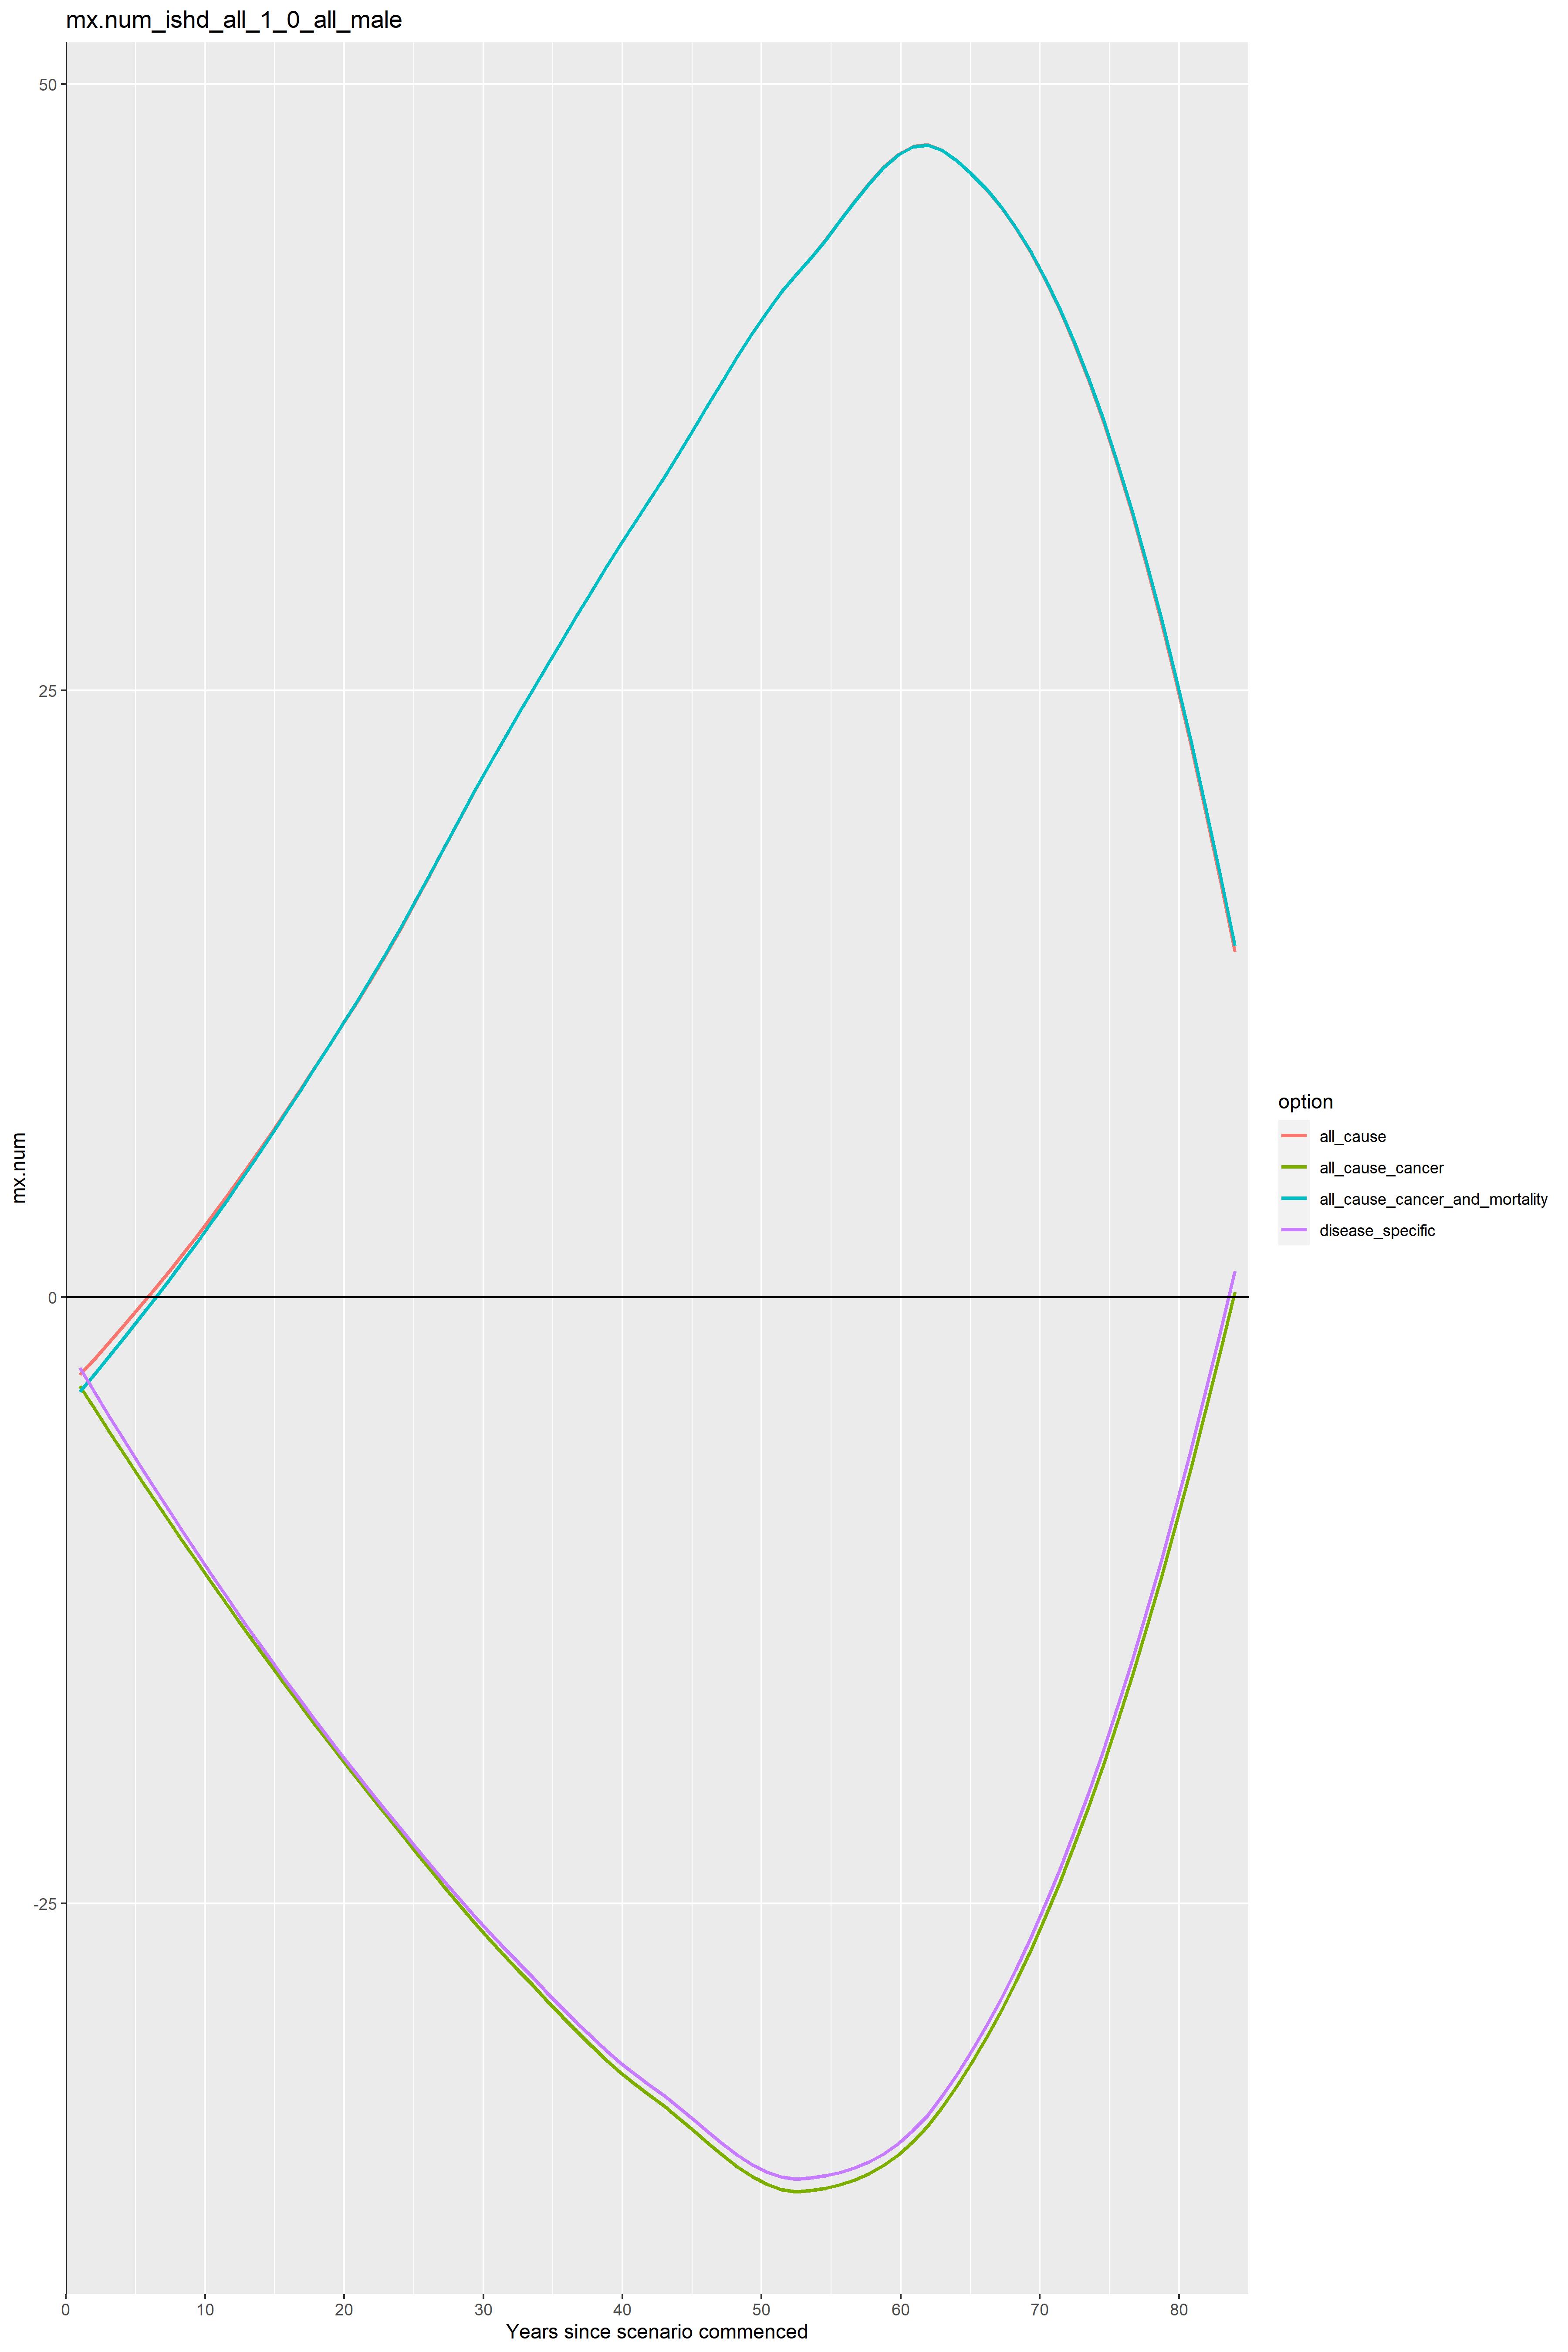 mx.num_ishd_all_1_0_all_male
50
25
0
-25
mx.num
0 10 20 30 40 50 60 70 80
Years since scenario commenced
option
all_cause
all_cause_cancer
all_cause_cancer_and_mortality
disease_specific